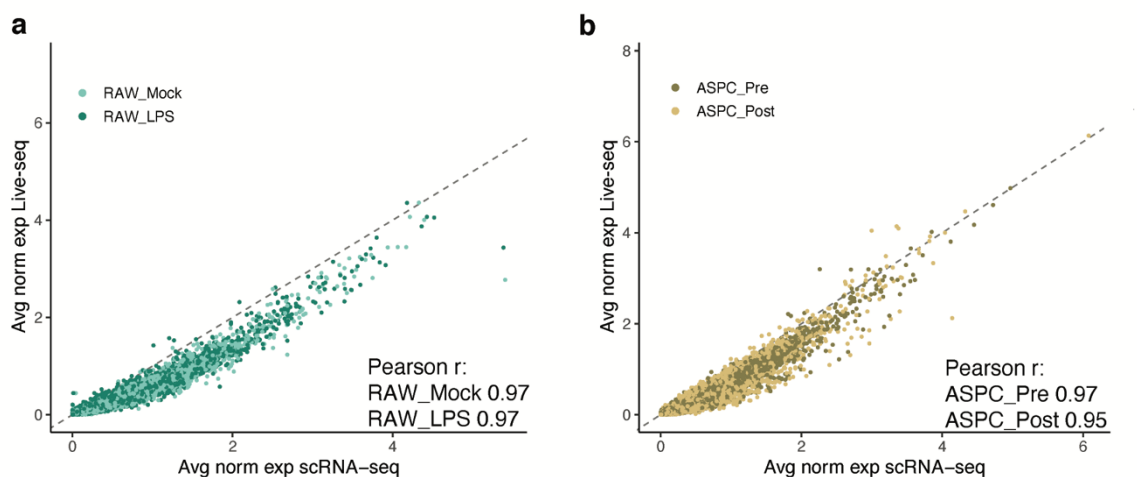 a
RAW_Mock
RAW_LPS
Avg norm exp Live-seq
6
4
2
0
Pearson r:
RAW_Mock 0.97
RAW_LPS 0.97
0 2 4
Avg norm exp scRNA-seq
b
8
ASPC_Pre
ASPC_Post
Avg norm exp Live-seq
6
4
2
0
Pearson r:
ASPC_Pre 0.97
ASPC_Post 0.95
0 2 4 6
Avg norm exp scRNA-seq